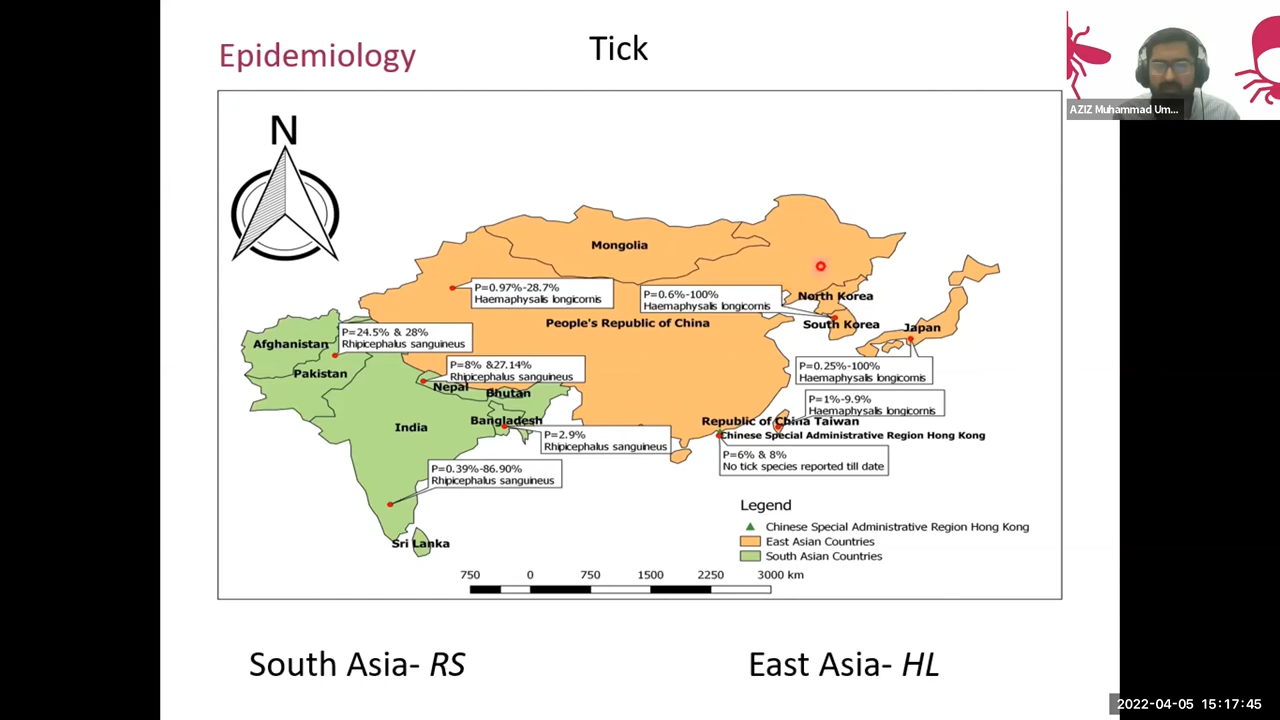 Epidemiology
Tick
AZIZ Muhammad Um...
N
Mongolia
P=0.97%-28.7%
Haemaphysalis longicornis
P=0.6%-100%
Haemaphysalis longicornis
North Korea
People's Republic of China
South Korea
Japan
P=24.5% & 28%
Rhipicephalus sanguineus
Afghanistan
Pakistan
P=8% &27.14%
Rhipicephalus sanguineus
P=0.25%-100%
Haemaphysalis longicornis
Nepal
Bhutan
P=1%-9.9%
Haemaphysalis longicornis
India
Bangladesh
Republic of China Taiwan
Chinese Special Administrative Region Hong Kong
P=2.9%
Rhipicephalus sanguineus
P=6% & 8%
No tick species reported till date
P=0.39%-86.90%
Rhipicephalus sanguineus
Sri Lanka
Legend
Chinese Special Administrative Region Hong Kong
East Asian Countries
South Asian Countries
750 0 750 1500 2250 3000 km
South Asia- RS
East Asia- HL
2022-04-05 15:17:45